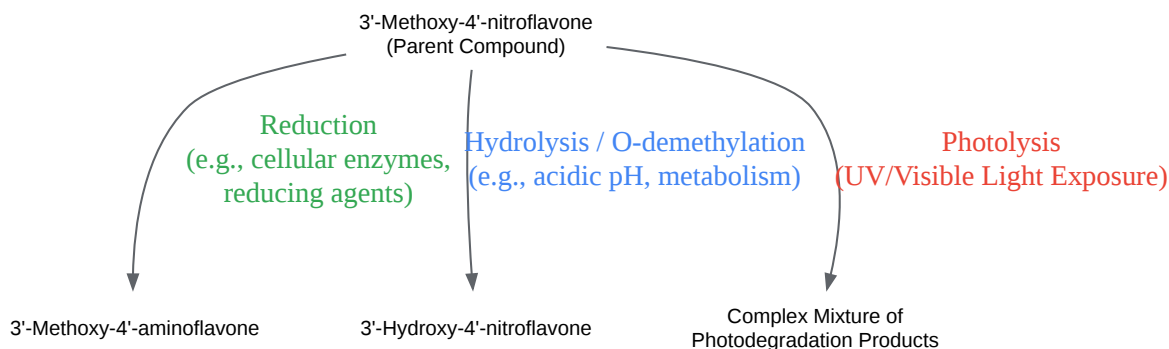 3'-Methoxy-4'-nitroflavone
(Parent Compound)
Reduction
(e.g., cellular enzymes,
reducing agents)
Hydrolysis / O-demethylation
(e.g., acidic pH, metabolism)
Photolysis
(UV/Visible Light Exposure)
3'-Methoxy-4'-aminoflavone
3'-Hydroxy-4'-nitroflavone
Complex Mixture of
Photodegradation Products